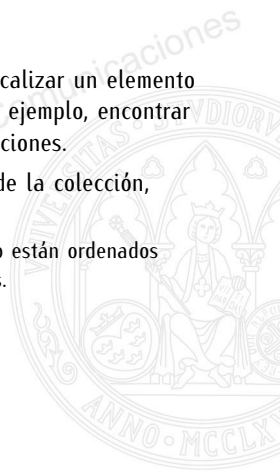 calizar un elemento
ejemplo, encontrar
ciones.
de la colección,
o están ordenados
s.